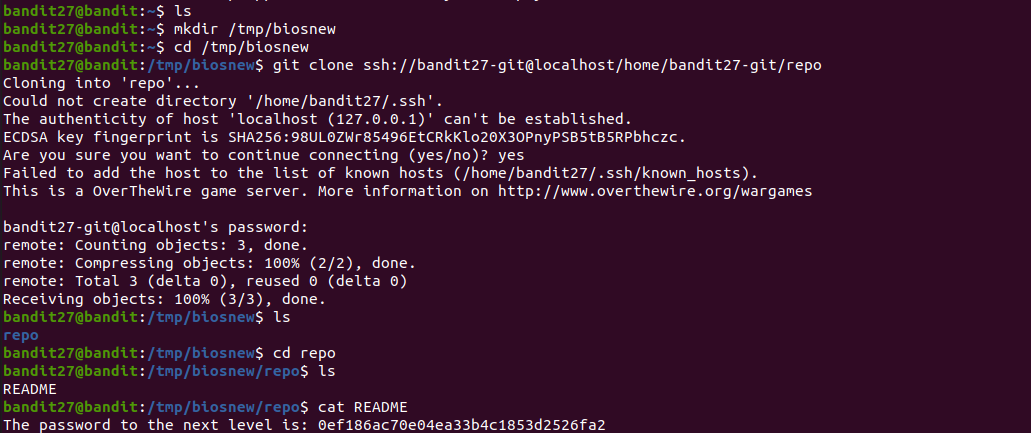 bandit27@bandit:~$ ls
bandit27@bandit:~$ mkdir /tmp/biosnew
bandit27@bandit:~$ cd /tmp/biosnew
bandit27@bandit:/tmp/biosnew$ git clone ssh://bandit27-git@localhost/home/bandit27-git/repo
Cloning into 'repo'...
Could not create directory '/home/bandit27/.ssh'.
The authenticity of host 'localhost (127.0.0.1)' can't be established.
ECDSA key fingerprint is SHA256:98UL0ZWr85496EtCRkKlo20X3OPnyPSB5tB5RPbhczc.
Are you sure you want to continue connecting (yes/no)? yes
Failed to add the host to the list of known hosts (/home/bandit27/.ssh/known_hosts).
This is a OverTheWire game server. More information on http://www.overthewire.org/wargames
bandit27-git@localhost's password:
remote: Counting objects: 3, done.
remote: Compressing objects: 100% (2/2), done.
remote: Total 3 (delta 0), reused 0 (delta 0)
Receiving objects: 100% (3/3), done.
bandit27@bandit:/tmp/biosnew$ ls
repo
bandit27@bandit:/tmp/biosnew$ cd repo
bandit27@bandit:/tmp/biosnew/repo$ ls
README
bandit27@bandit:/tmp/biosnew/repo$ cat README
The password to the next level is: 0ef186ac70e04ea33b4c1853d2526fa2